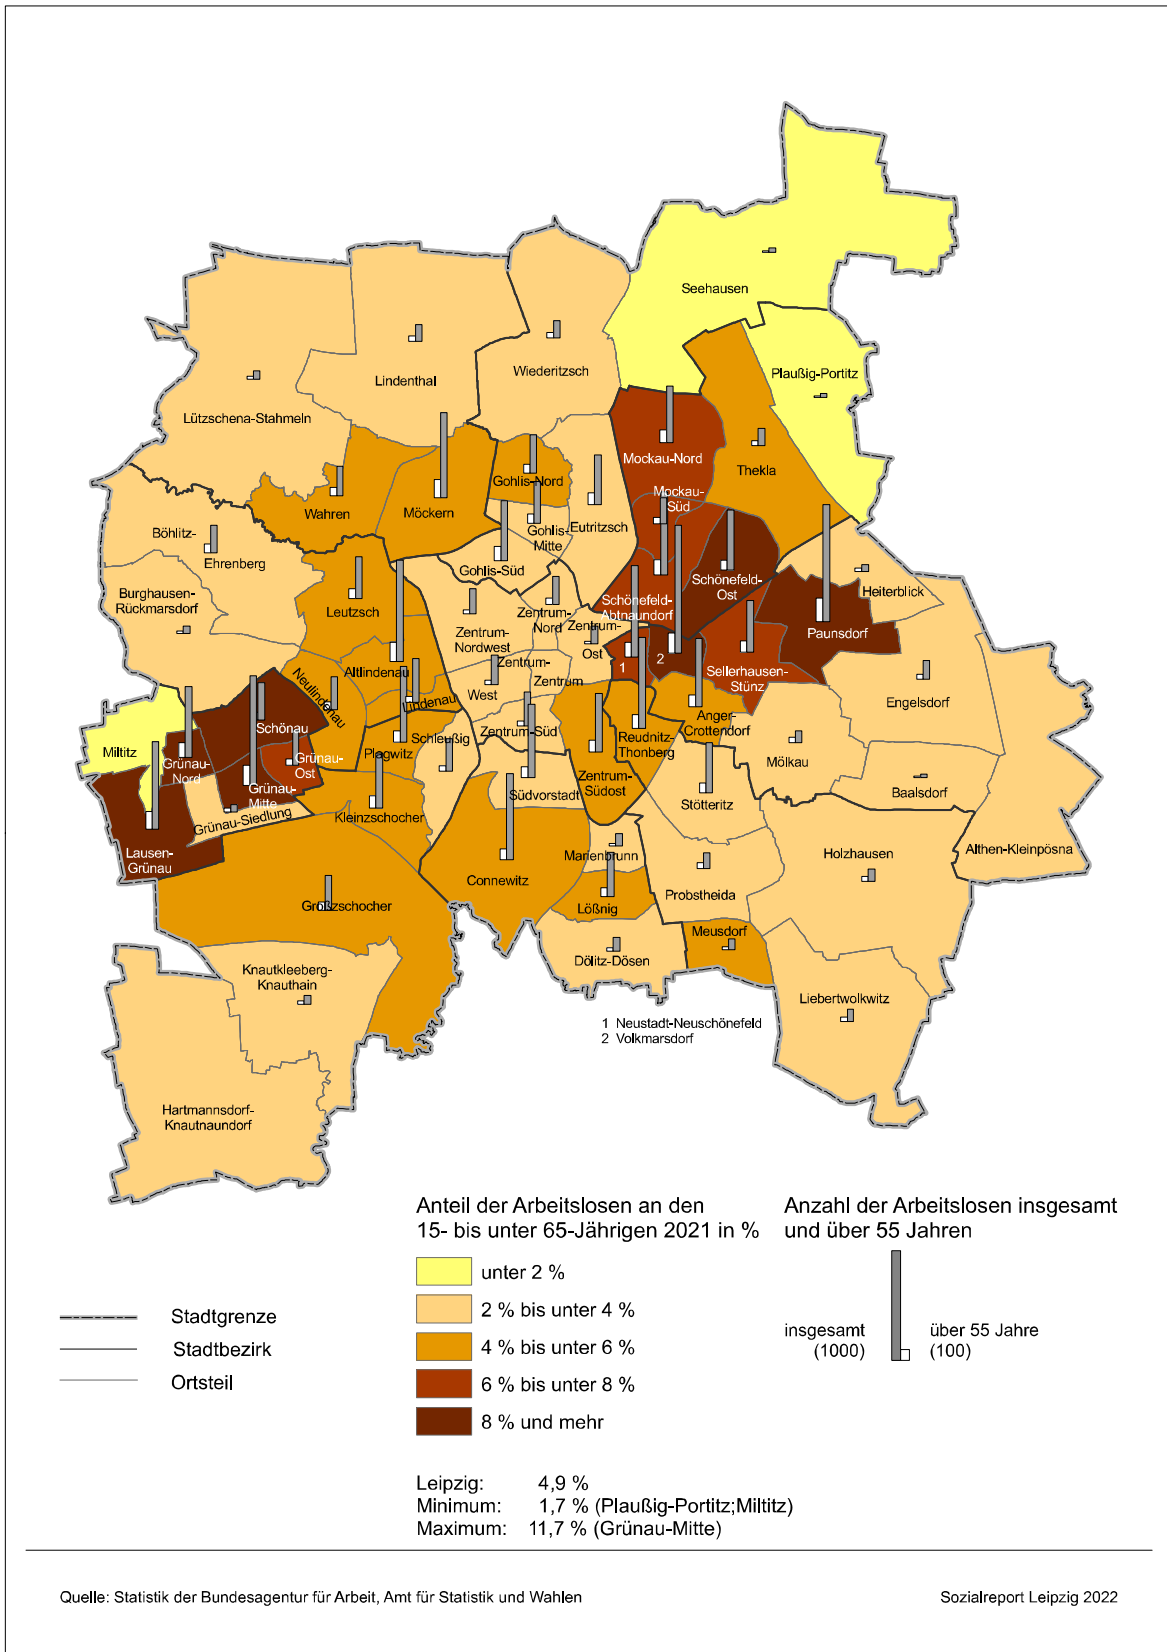 Seehausen
Plaußig-Portitz
Wiederitzsch
Lindenthal
Lützschena-Stahmeln
Mockau-Nord
Thekla
Gohlis-Nord
Mockau-
Süd
Wahren
Möckern
Gohlis-
Mitte
Eutritzsch
Böhlitz-
Ehrenberg
Gohlis-Süd
Schönefeld-
Ost
Heiterblick
Burghausen-
Rückmarsdorf
Leutzsch
Schönefeld-
Abtnaundorf
Zentrum-
Nord
Paunsdorf
Zentrum-
Nordwest
Zentrum-
Ost
1
2
Sellerhausen-
Stünz
Altlindenau
Neulindenau
Lindenau
Zentrum-
West
Zentrum
Engelsdorf
Schönau
Miltitz
Plagwitz
Schleußig
Zentrum-Süd
Reudnitz-
Thonberg
Anger-
Crottendorf
Grünau-
Nord
Grünau-
Ost
Grünau-
Mitte
Mölkau
Zentrum-
Südost
Südvorstadt
Stötteritz
Baalsdorf
Grünau-Siedlung
Kleinzschocher
Lausen-
Grünau
Marienbrunn
Holzhausen
Althen-Kleinpösna
Connewitz
Probstheida
Großzschocher
Lößnig
Meusdorf
Dölitz-Dösen
Knautkleeberg-
Knauthain
Liebertwolkwitz
1 Neustadt-Neuschönefeld
2 Volkmarsdorf
Hartmannsdorf-
Knautnaundorf
Anteil der Arbeitslosen an den
15- bis unter 65-Jährigen 2021 in %
unter 2 %
2 % bis unter 4 %
4 % bis unter 6 %
6 % bis unter 8 %
8 % und mehr
Anzahl der Arbeitslosen insgesamt
und über 55 Jahren
insgesamt
(1000)
über 55 Jahre
(100)
Stadtgrenze
Stadtbezirk
Ortsteil
Leipzig: 4,9 %
Minimum: 1,7 % (Plaußig-Portitz;Miltitz)
Maximum: 11,7 % (Grünau-Mitte)
Quelle: Statistik der Bundesagentur für Arbeit, Amt für Statistik und Wahlen
Sozialreport Leipzig 2022